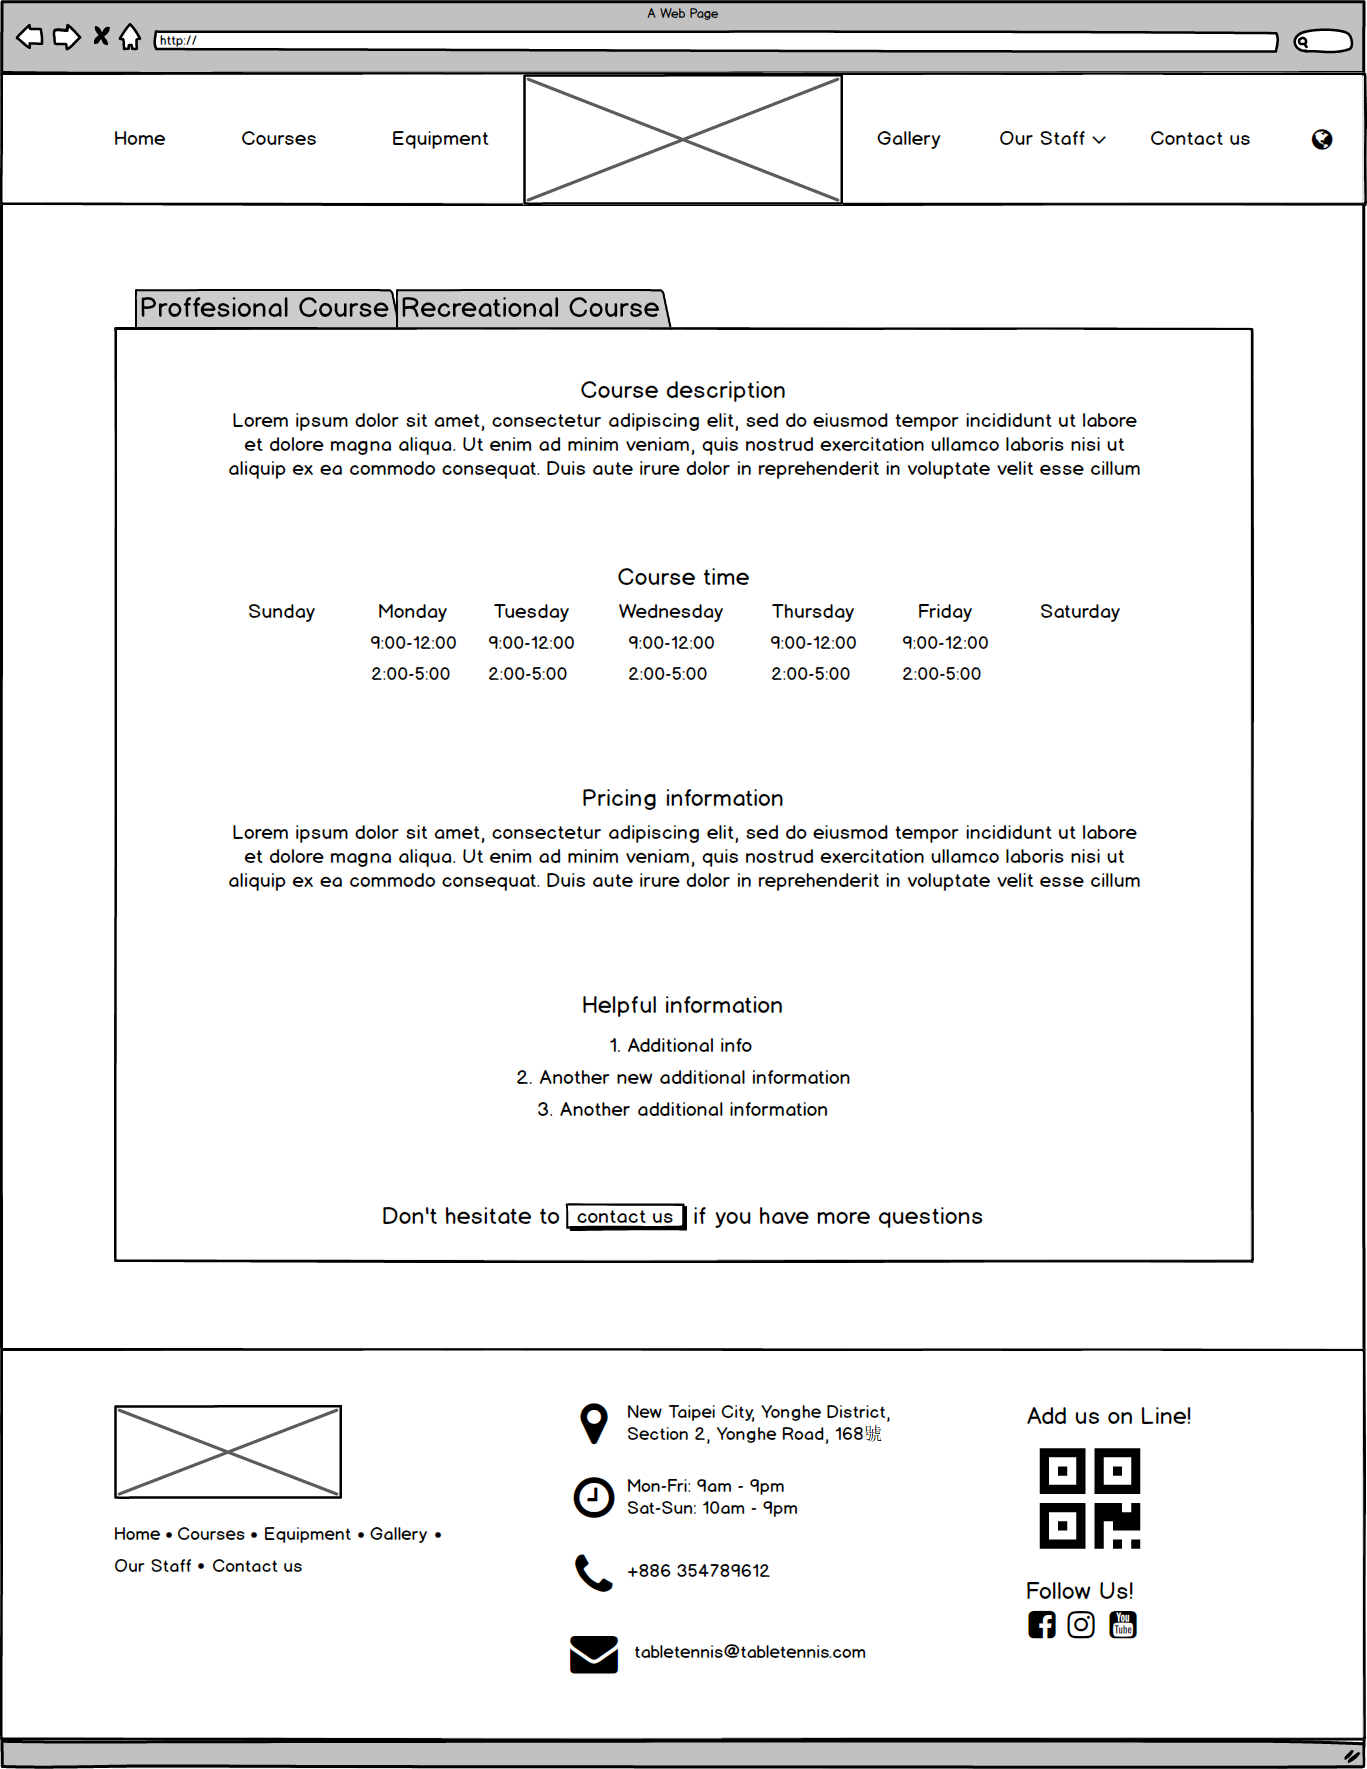 A Web Page
http://
Home Courses Equipment Gallery Our Staff Contact us
Proffesional Course Recreational Course
Course description
Lorem ipsum dolor sit amet, consectetur adipiscing elit, sed do eiusmod tempor incididunt ut labore
et dolore magna aliqua. Ut enim ad minim veniam, quis nostrud exercitation ullamco laboris nisi ut
aliquip ex ea commodo consequat. Duis aute irure dolor in reprehenderit in voluptate velit esse cillum
Course time
Sunday Monday Tuesday Wednesday Thursday Friday Saturday
9:00-12:00 9:00-12:00 9:00-12:00 9:00-12:00 9:00-12:00
2:00-5:00 2:00-5:00 2:00-5:00 2:00-5:00 2:00-5:00
Pricing information
Lorem ipsum dolor sit amet, consectetur adipiscing elit, sed do eiusmod tempor incididunt ut labore
et dolore magna aliqua. Ut enim ad minim veniam, quis nostrud exercitation ullamco laboris nisi ut
aliquip ex ea commodo consequat. Duis aute irure dolor in reprehenderit in voluptate velit esse cillum
Helpful information
1. Additional info
2. Another new additional information
3. Another additional information
Don't hesitate to contact us if you have more questions
Home • Courses • Equipment • Gallery •
Our Staff • Contact us
New Taipei City, Yonghe District,
Section 2, Yonghe Road, 168號
Mon-Fri: 9am - 9pm
Sat-Sun: 10am - 9pm
+886 354789612
tabletennis@tabletennis.com
Add us on Line!
Follow Us!
You
Tube